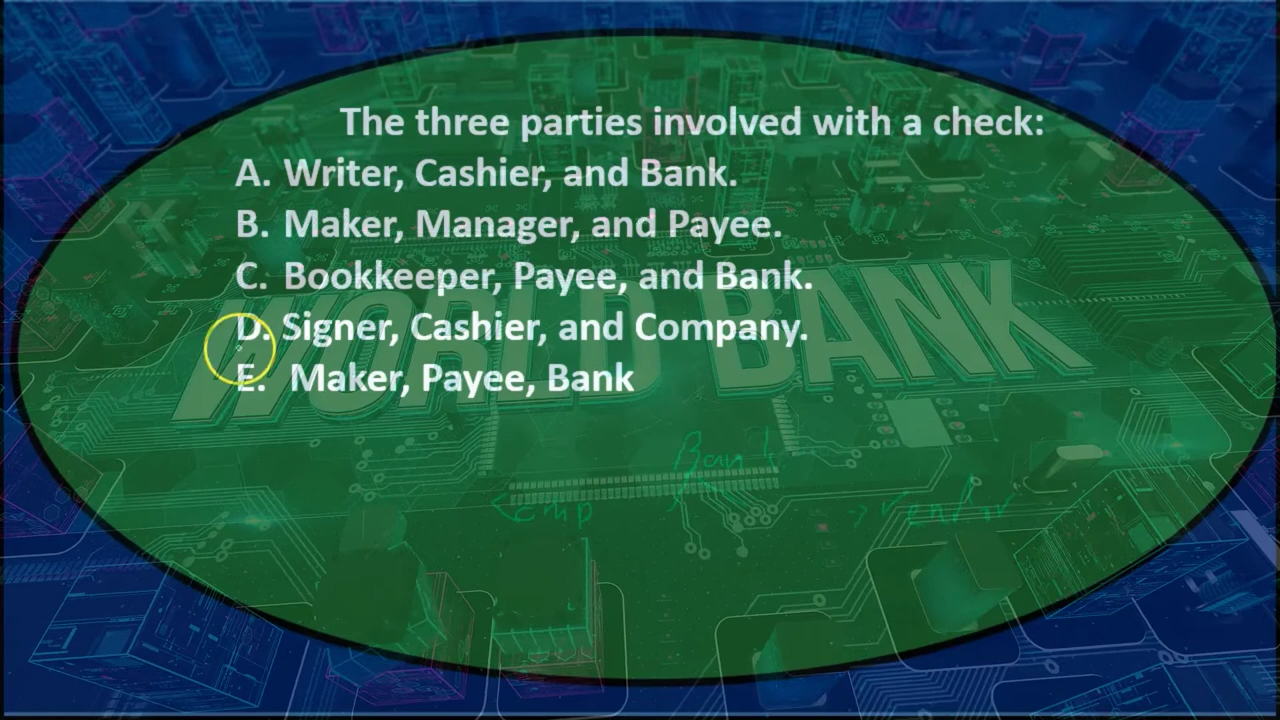 The three parties involved with a check:
A. Writer, Cashier, and Bank.
B. Maker, Manager, and Payee.
C. Bookkeeper, Payee, and Bank.
D. Signer, Cashier, and Company.
E. Maker, Payee, Bank
WORLD BANK